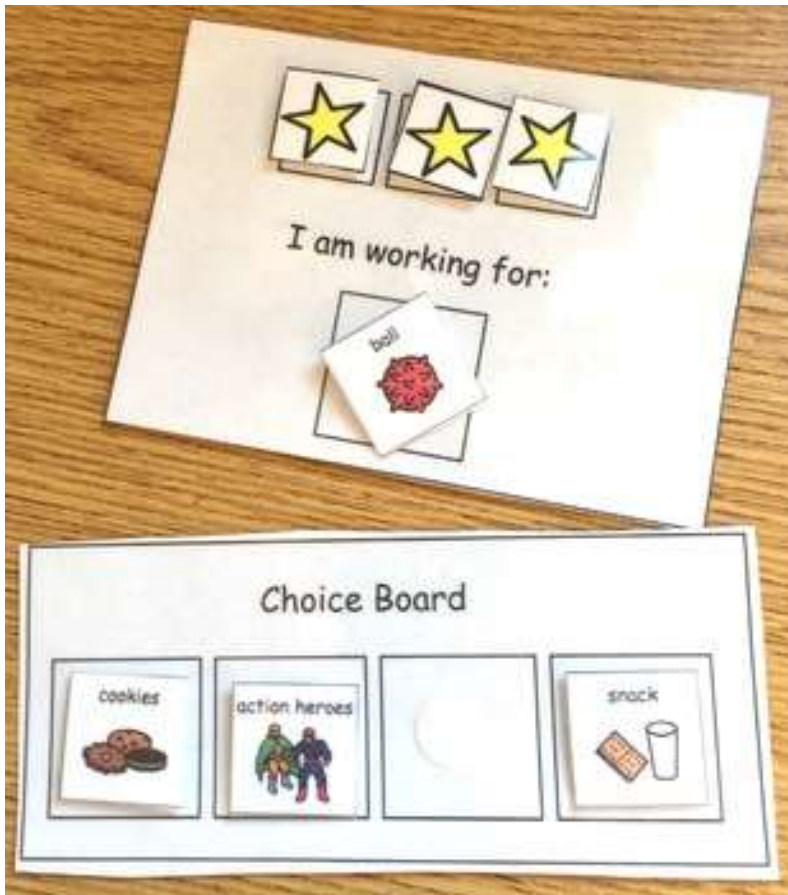 I am working for:
ball
Choice Board
cookies
action heroes
snack